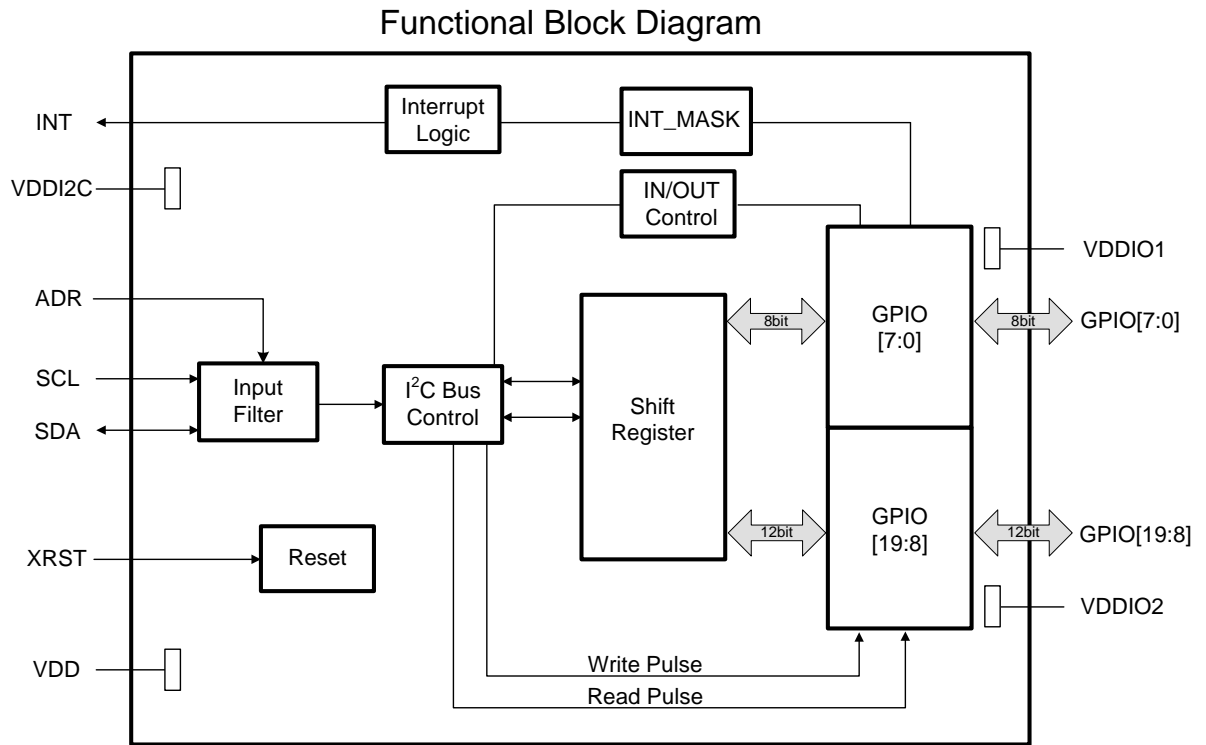 Functional Block Diagram
INT
Interrupt
Logic
INT_MASK
VDDI2C
IN/OUT
Control
VDDIO1
ADR
GPIO
[7:0]
8bit
8bit
GPIO[7:0]
SCL
SDA
Input
Filter
I²C Bus
Control
Shift
Register
GPIO
[19:8]
12bit
12bit
GPIO[19:8]
XRST
Reset
VDDIO2
VDD
Write Pulse
Read Pulse